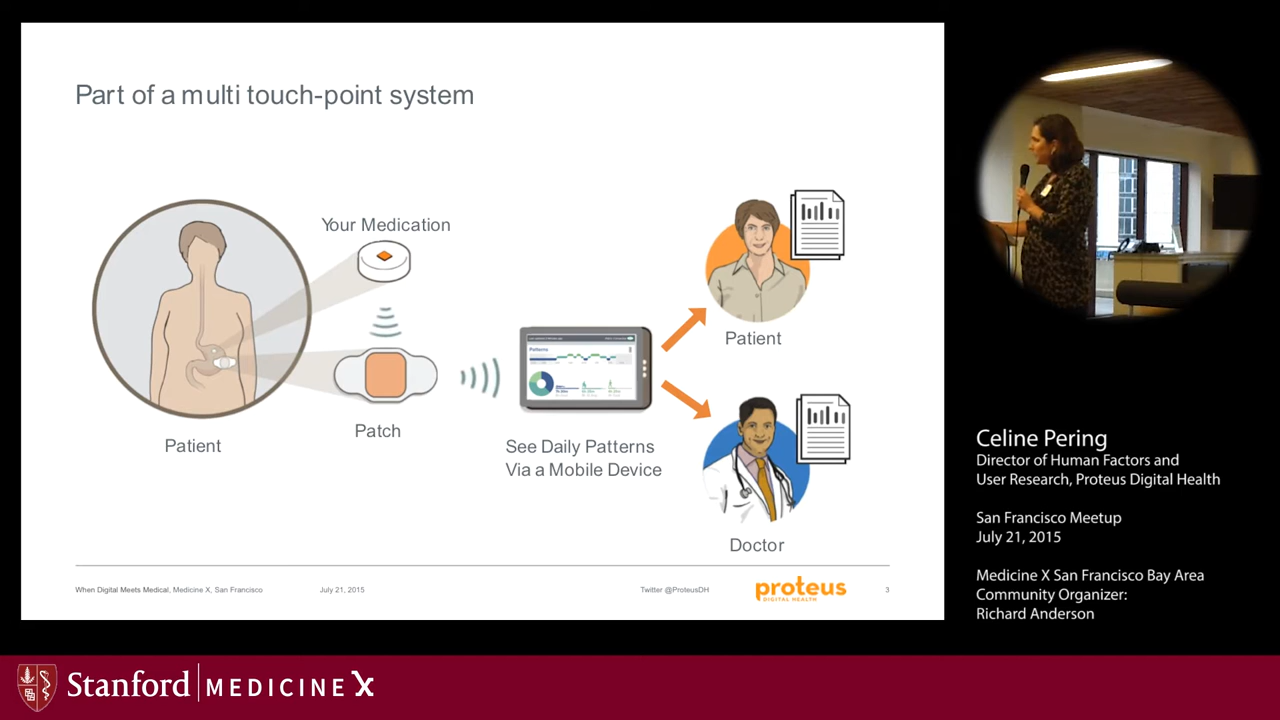 Part of a multi touch-point system
Your Medication
Patient
Patch
See Daily Patterns
Via a Mobile Device
Patterns
Patient
Doctor
When Digital Meets Medical, Medicine X, San Francisco
July 21, 2015
Twitter @ProteusDH
proteus
DIGITAL HEALTH
3
Celine Pering
Director of Human Factors and
User Research, Proteus Digital Health
San Francisco Meetup
July 21, 2015
Medicine X San Francisco Bay Area
Community Organizer:
Richard Anderson
Stanford MEDICINE X